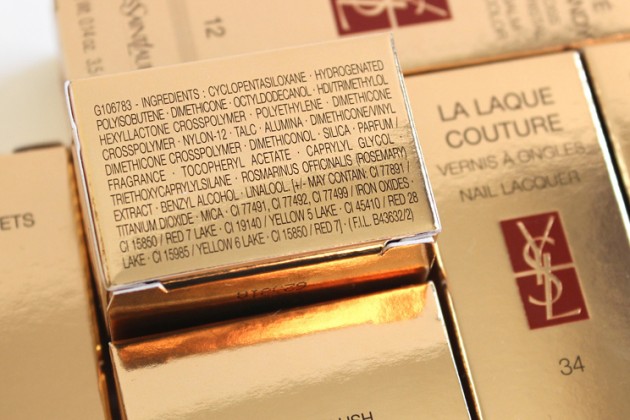 12
YSL
G106783 - INGREDIENTS : CYCLOPENTASILOXANE · HYDROGENATED
POLYISOBUTENE · DIMETHICONE · OCTYLDODECANOL · HDI/TRIMETHYLOL
HEXYLLACTONE CROSSPOLYMER · POLYETHYLENE · DIMETHICONE
CROSSPOLYMER · NYLON-12 · TALC · ALUMINA · DIMETHICONE/VINYL
DIMETHICONE CROSSPOLYMER · DIMETHICONOL · SILICA · PARFUM /
FRAGRANCE · TOCOPHERYL ACETATE · CAPRYLYL GLYCOL ·
TRIETHOXYCAPRYLYLSILANE · ROSMARINUS OFFICINALIS (ROSEMARY)
EXTRACT · BENZYL ALCOHOL · LINALOOL [+/- MAY CONTAIN: CI 77891 /
TITANIUM DIOXIDE · MICA · CI 77491, CI 77492, CI 77499 / IRON OXIDES ·
CI 15850 / RED 7 LAKE · CI 19140 / YELLOW 5 LAKE · CI 45410 / RED 28
LAKE · CI 15985 / YELLOW 6 LAKE · CI 15850 / RED 7] · ( F.I.L. B43632/2)
LA LAQUE
COUTURE
VERNIS À ONGLES
NAIL LACQUER
YSL
34
ETS